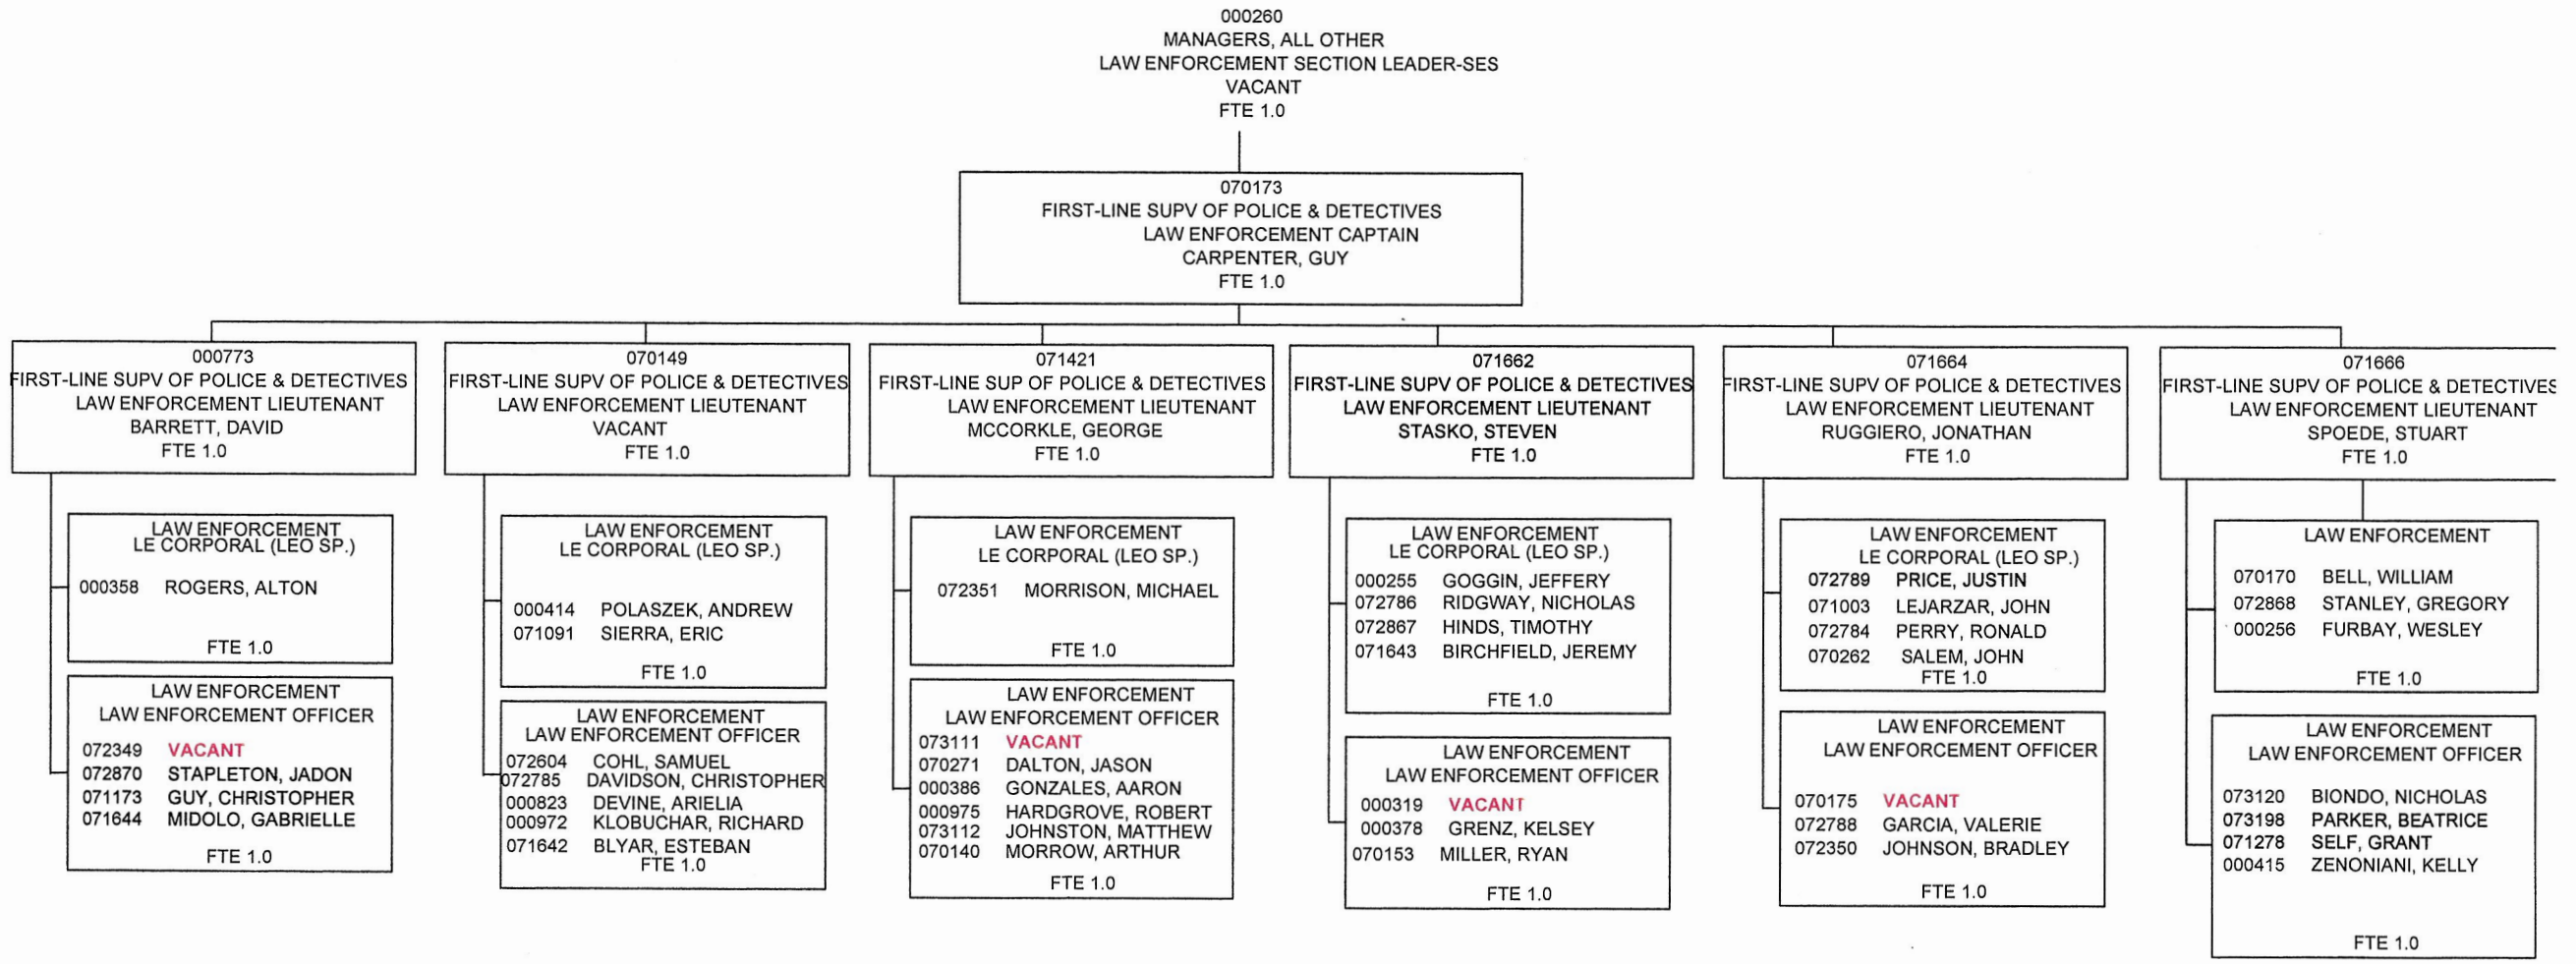 000260
MANAGERS, ALL OTHER
LAW ENFORCEMENT SECTION LEADER-SES
VACANT
FTE 1.0
070173
FIRST-LINE SUPV OF POLICE & DETECTIVES
LAW ENFORCEMENT CAPTAIN
CARPENTER, GUY
FTE 1.0
000773
FIRST-LINE SUPV OF POLICE & DETECTIVES
LAW ENFORCEMENT LIEUTENANT
BARRETT, DAVID
FTE 1.0
LAW ENFORCEMENT
LE CORPORAL (LEO SP.)
000358 ROGERS, ALTON
FTE 1.0
LAW ENFORCEMENT
LAW ENFORCEMENT OFFICER
072349 VACANT
072870 STAPLETON, JADON
071173 GUY, CHRISTOPHER
071644 MIDOLO, GABRIELLE
FTE 1.0
070149
FIRST-LINE SUPV OF POLICE & DETECTIVES
LAW ENFORCEMENT LIEUTENANT
VACANT
FTE 1.0
LAW ENFORCEMENT
LE CORPORAL (LEO SP.)
000414 POLASZEK, ANDREW
071091 SIERRA, ERIC
FTE 1.0
LAW ENFORCEMENT
LAW ENFORCEMENT OFFICER
072604 COHL, SAMUEL
072785 DAVIDSON, CHRISTOPHER
000823 DEVINE, ARIELIA
000972 KLOBUCHAR, RICHARD
071642 BLYAR, ESTEBAN
FTE 1.0
071421
FIRST-LINE SUP OF POLICE & DETECTIVES
LAW ENFORCEMENT LIEUTENANT
MCCORKLE, GEORGE
FTE 1.0
LAW ENFORCEMENT
LE CORPORAL (LEO SP.)
072351 MORRISON, MICHAEL
FTE 1.0
LAW ENFORCEMENT
LAW ENFORCEMENT OFFICER
073111 VACANT
070271 DALTON, JASON
000386 GONZALES, AARON
000975 HARDGROVE, ROBERT
073112 JOHNSTON, MATTHEW
070140 MORROW, ARTHUR
FTE 1.0
071662
FIRST-LINE SUPV OF POLICE & DETECTIVES
LAW ENFORCEMENT LIEUTENANT
STASKO, STEVEN
FTE 1.0
LAW ENFORCEMENT
LE CORPORAL (LEO SP.)
000255 GOGGIN, JEFFERY
072786 RIDGWAY, NICHOLAS
072867 HINDS, TIMOTHY
071643 BIRCHFIELD, JEREMY
FTE 1.0
LAW ENFORCEMENT
LAW ENFORCEMENT OFFICER
000319 VACANT
000378 GRENZ, KELSEY
070153 MILLER, RYAN
FTE 1.0
071664
FIRST-LINE SUPV OF POLICE & DETECTIVES
LAW ENFORCEMENT LIEUTENANT
RUGGIERO, JONATHAN
FTE 1.0
LAW ENFORCEMENT
LE CORPORAL (LEO SP.)
072789 PRICE, JUSTIN
071003 LEJARZAR, JOHN
072784 PERRY, RONALD
070262 SALEM, JOHN
FTE 1.0
LAW ENFORCEMENT
LAW ENFORCEMENT OFFICER
070175 VACANT
072788 GARCIA, VALERIE
072350 JOHNSON, BRADLEY
FTE 1.0
071666
FIRST-LINE SUPV OF POLICE & DETECTIVES
LAW ENFORCEMENT LIEUTENANT
SPOEDE, STUART
FTE 1.0
LAW ENFORCEMENT
070170 BELL, WILLIAM
072868 STANLEY, GREGORY
000256 FURBAY, WESLEY
FTE 1.0
LAW ENFORCEMENT
LAW ENFORCEMENT OFFICER
073120 BIONDO, NICHOLAS
073198 PARKER, BEATRICE
071278 SELF, GRANT
000415 ZENONIANI, KELLY
FTE 1.0